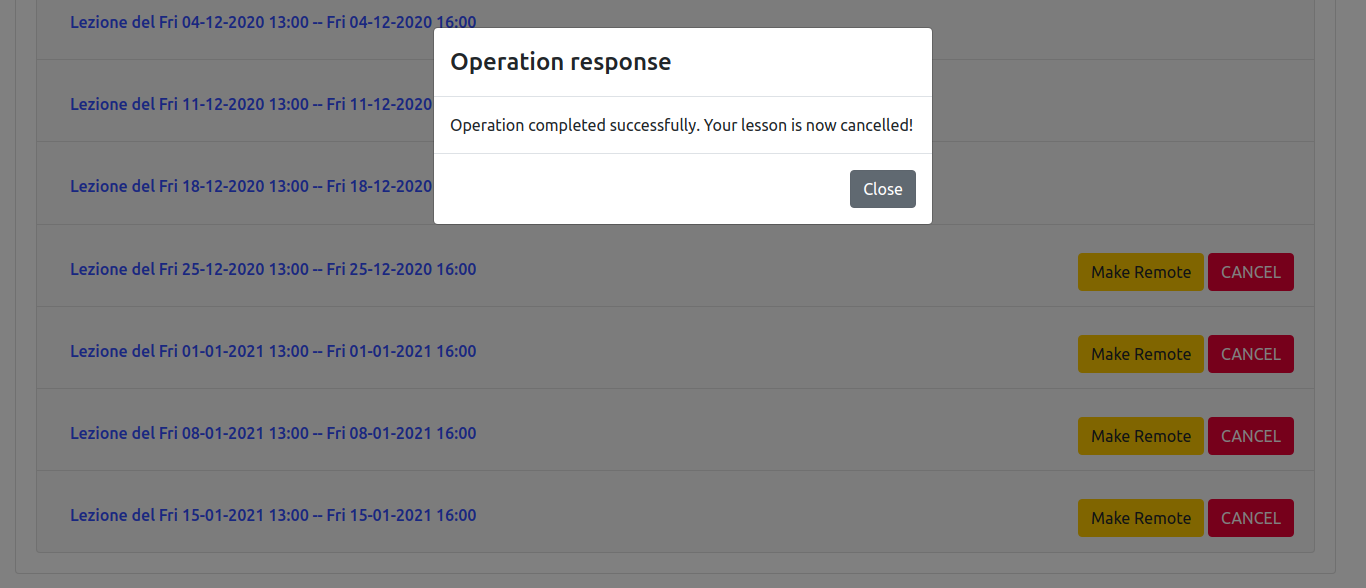 Lezione del Fri 04-12-2020 13:00 -- Fri 04-12-2020 16:00
Operation response
Lezione del Fri 11-12-2020 13:00 -- Fri 11-12-2020
Operation completed successfully. Your lesson is now cancelled!
Lezione del Fri 18-12-2020 13:00 -- Fri 18-12-2020
Close
Lezione del Fri 25-12-2020 13:00 -- Fri 25-12-2020 16:00 Make Remote CANCEL
Lezione del Fri 01-01-2021 13:00 -- Fri 01-01-2021 16:00 Make Remote CANCEL
Lezione del Fri 08-01-2021 13:00 -- Fri 08-01-2021 16:00 Make Remote CANCEL
Lezione del Fri 15-01-2021 13:00 -- Fri 15-01-2021 16:00 Make Remote CANCEL